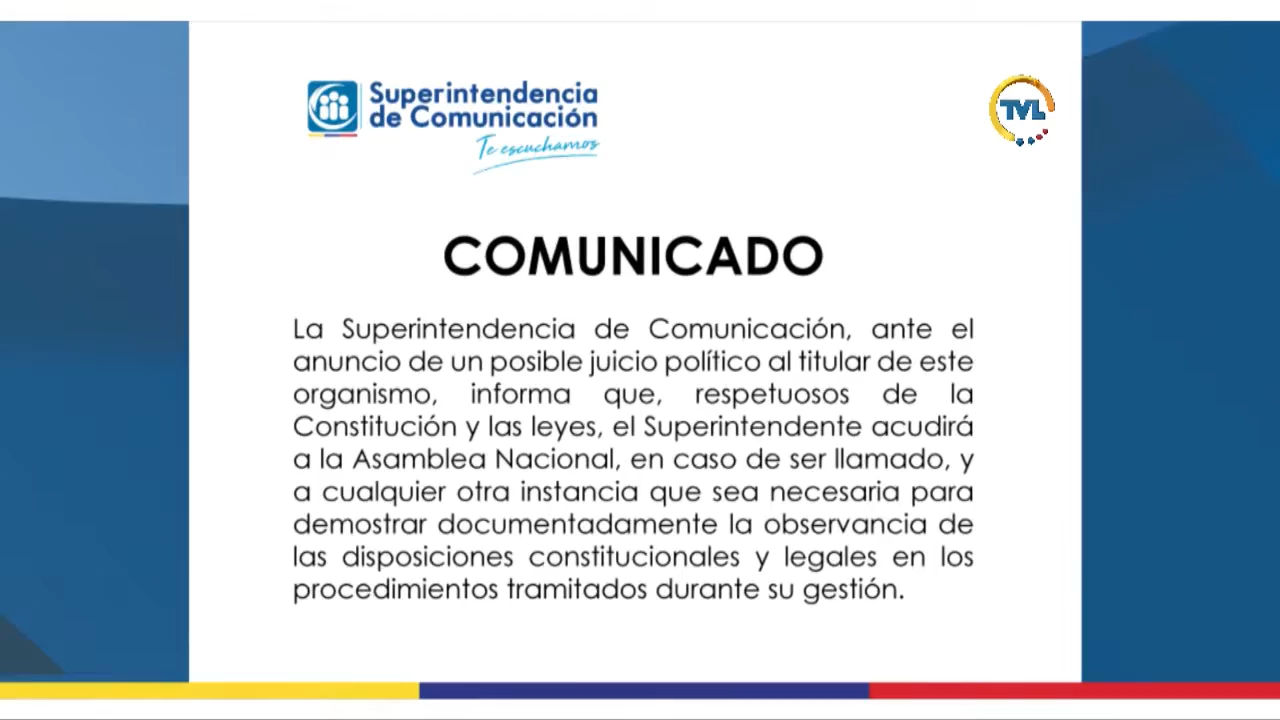 Superintendencia
de Comunicación
Te escuchamos
TVL
COMUNICADO
La Superintendencia de Comunicación, ante el
anuncio de un posible juicio político al titular de este
organismo, informa que, respetuosos de la
Constitución y las leyes, el Superintendente acudirá
a la Asamblea Nacional, en caso de ser llamado, y
a cualquier otra instancia que sea necesaria para
demostrar documentadamente la observancia de
las disposiciones constitucionales y legales en los
procedimientos tramitados durante su gestión.